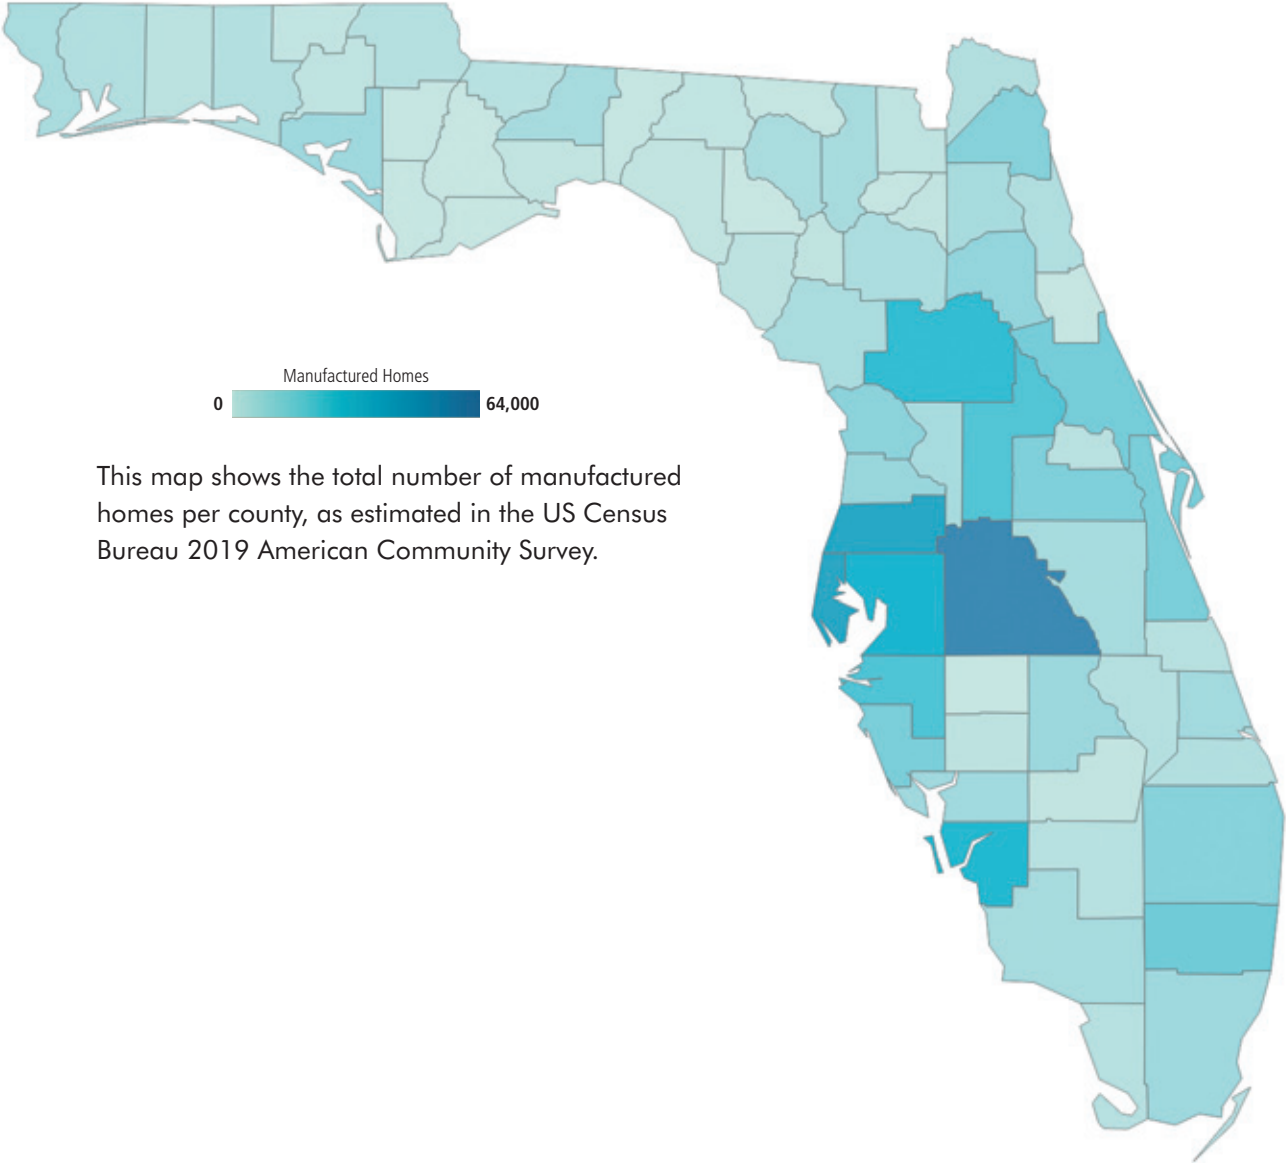 Manufactured Homes
0 64,000
This map shows the total number of manufactured
homes per county, as estimated in the US Census
Bureau 2019 American Community Survey.